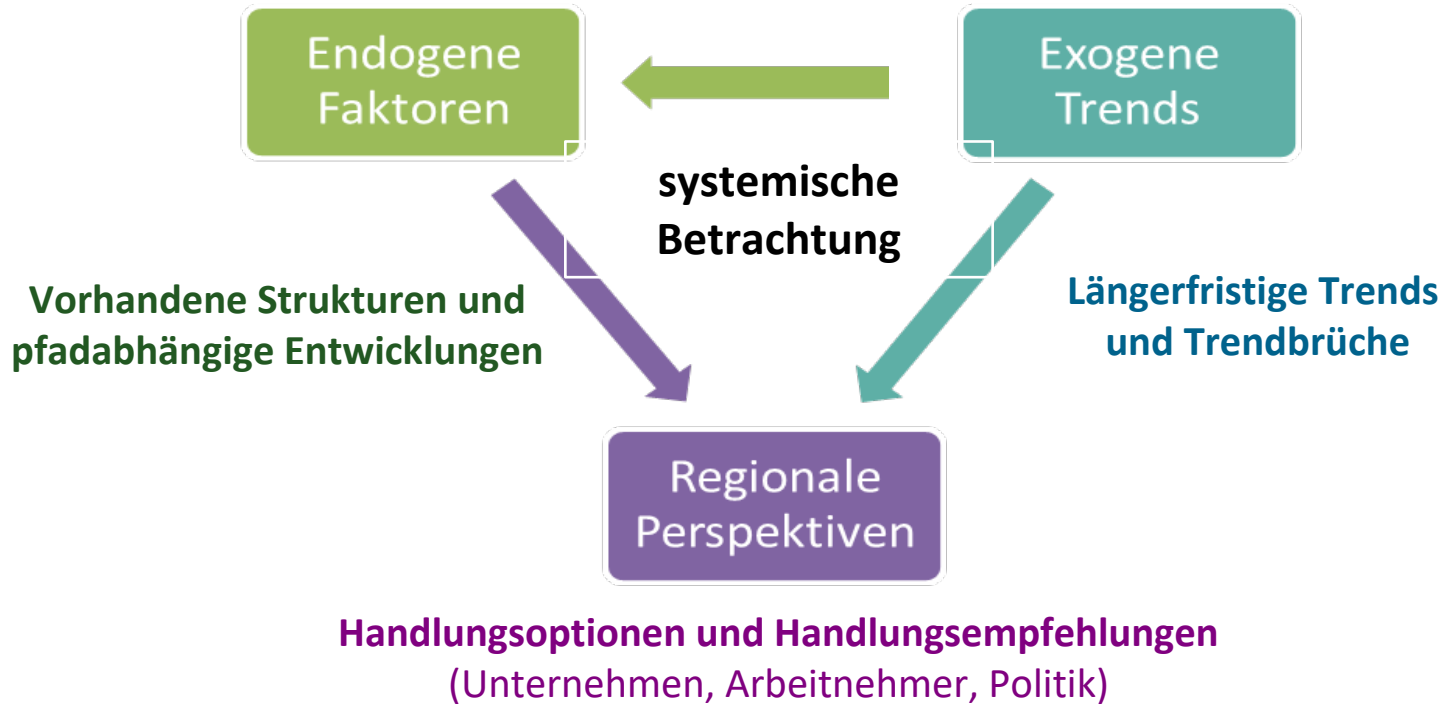 Endogene
Faktoren
Exogene
Trends
systemische
Betrachtung
Vorhandene Strukturen und
pfadabhängige Entwicklungen
Längerfristige Trends
und Trendbrüche
Regionale
Perspektiven
Handlungsoptionen und Handlungsempfehlungen
(Unternehmen, Arbeitnehmer, Politik)